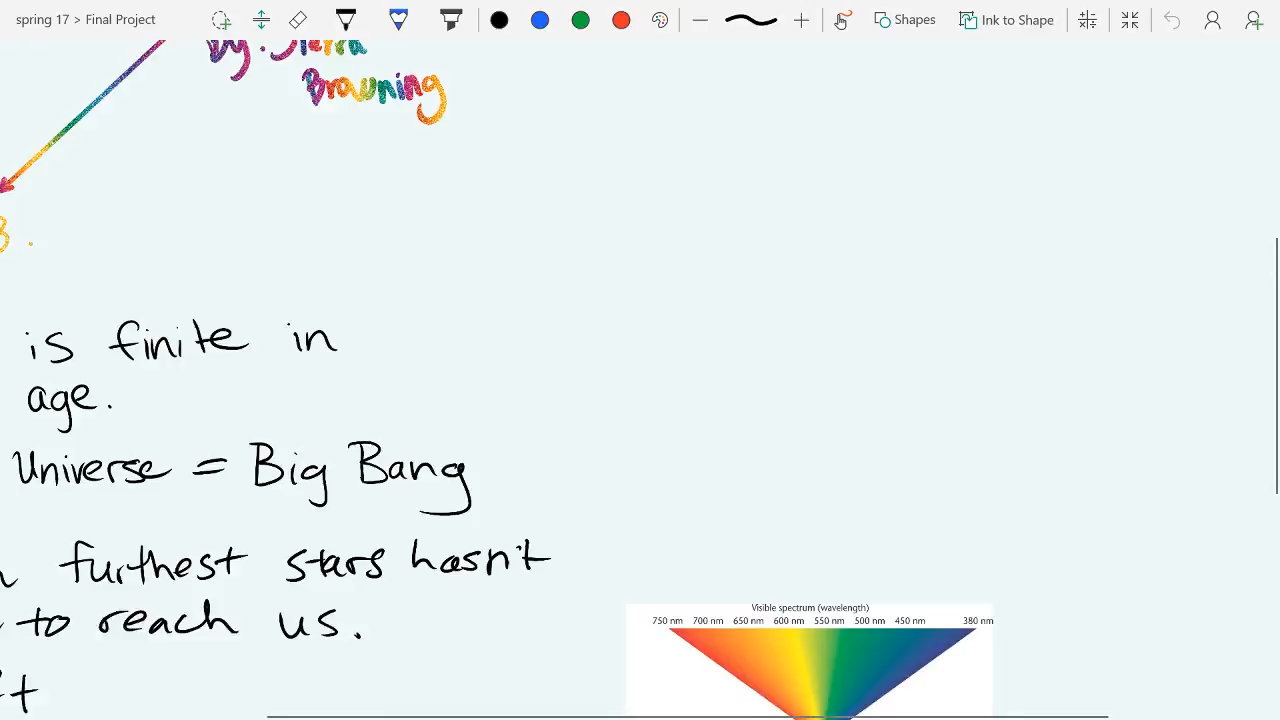 spring 17 > Final Project
Shapes
Ink to Shape
By: Sierra
Browning
is finite in
age.
Universe = Big Bang
furthest stars hasn't
to reach us.
Visible spectrum (wavelength)
750 nm 700 nm 650 nm 600 nm 550 nm 500 nm 450 nm 380 nm